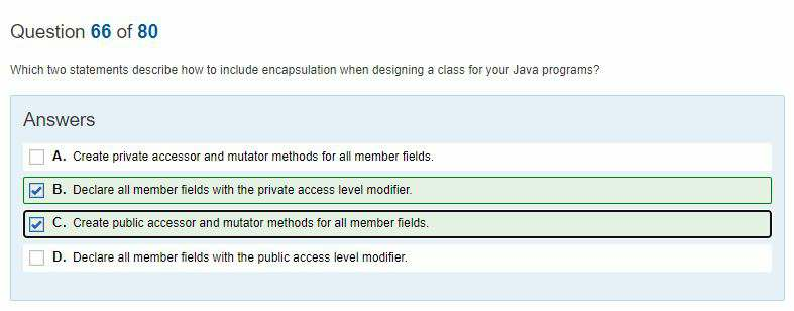 Question 66 of 80
Which two statements describe how to include encapsulation when designing a class for your Java programs?
Answers
A. Create private accessor and mutator methods for all member fields.
B. Declare all member fields with the private access level modifier.
C. Create public accessor and mutator methods for all member fields.
D. Declare all member fields with the public access level modifier.